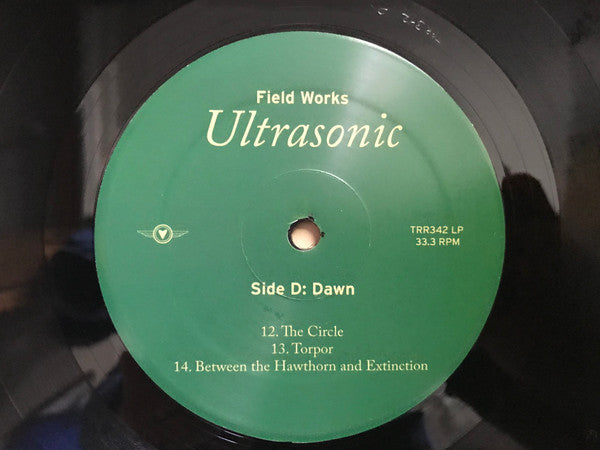 Field Works
Ultrasonic
TRR342 LP
33.3 RPM
Side D: Dawn
12. The Circle
13. Torpor
14. Between the Hawthorn and Extinction